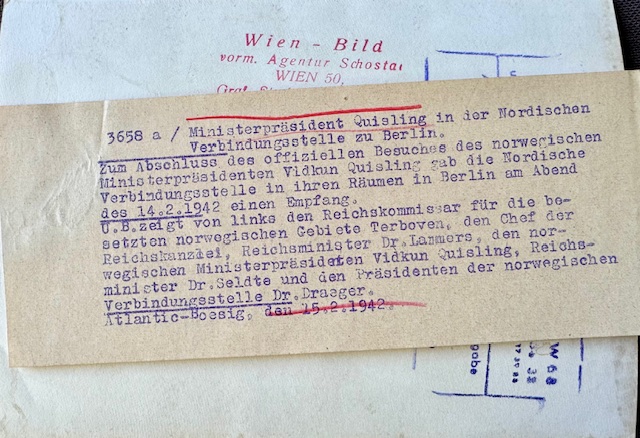 Wien - Bild
vorm. Agentur Schostal
WIEN 50,
3658 a / Ministerpräsident Quisling in der Nordischen
Verbindungsstelle zu Berlin.
Zum Abschluss des offiziellen Besuches des norwegischen
Ministerpräsidenten Vidkun Quisling gab die Nordische
Verbindungsstelle in ihren Räumen in Berlin am Abend
des 14.2.1942 einen Empfang.
U.B.zeigt von links den Reichskommissar für die be-
setzten norwegischen Gebiete Terboven, den Chef der
Reichskanzlei, Reichsminister Dr.Lammers, den nor-
wegischen Ministerpräsidenten Vidkun Quisling, Reichs-
minister Dr.Seldte und den Präsidenten der norwegischen
Verbindungsstelle Dr.Draeger.
Atlantic-Boesig, den 15.2.1942.